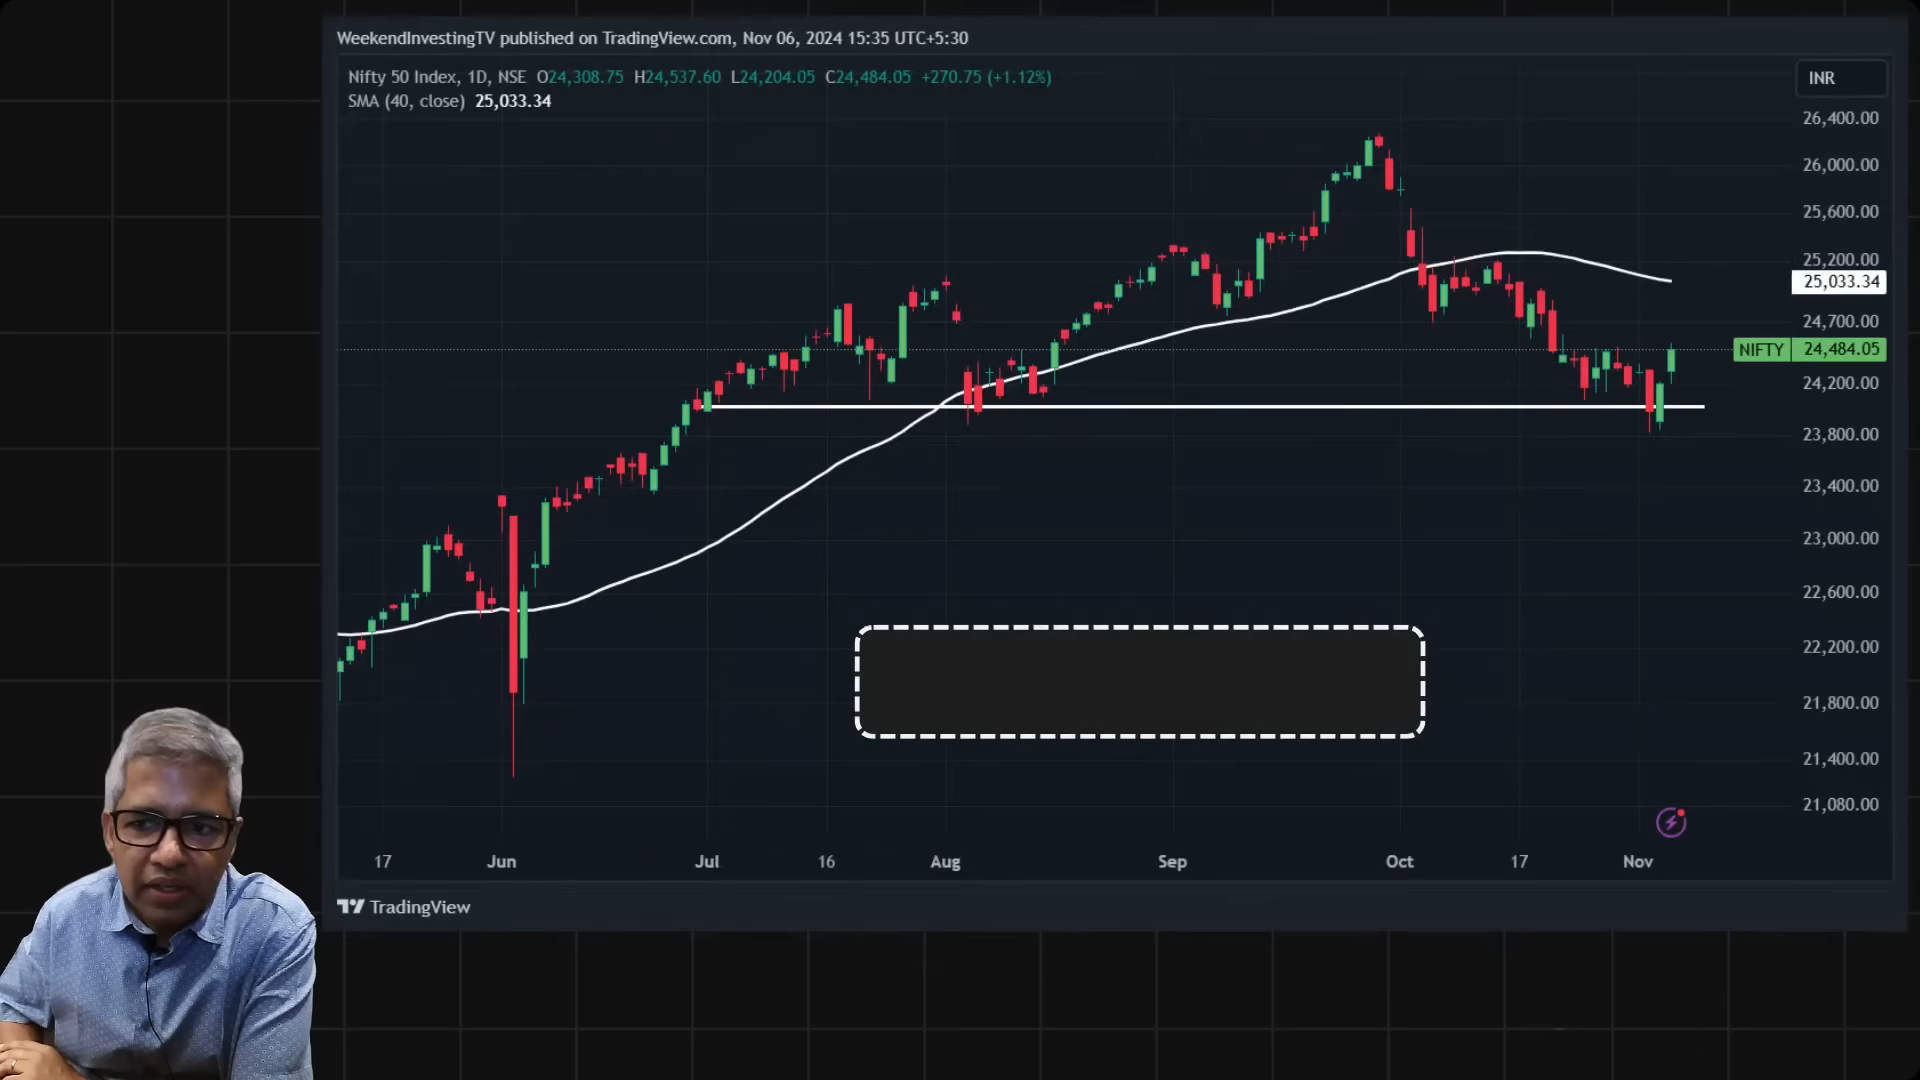 WeekendInvestingTV published on TradingView.com, Nov 06, 2024 15:35 UTC+5:30
Nifty 50 Index, 1D, NSE O24,308.75 H24,537.60 L24,204.05 C24,484.05 +270.75 (+1.12%)
INR
SMA (40, close) 25,033.34
26,400.00
26,000.00
25,600.00
25,200.00
25,033.34
24,700.00
NIFTY 24,484.05
24,200.00
23,800.00
23,400.00
23,000.00
22,600.00
22,200.00
21,800.00
21,400.00
21,080.00
17 Jun Jul 16 Aug Sep Oct 17 Nov
TradingView